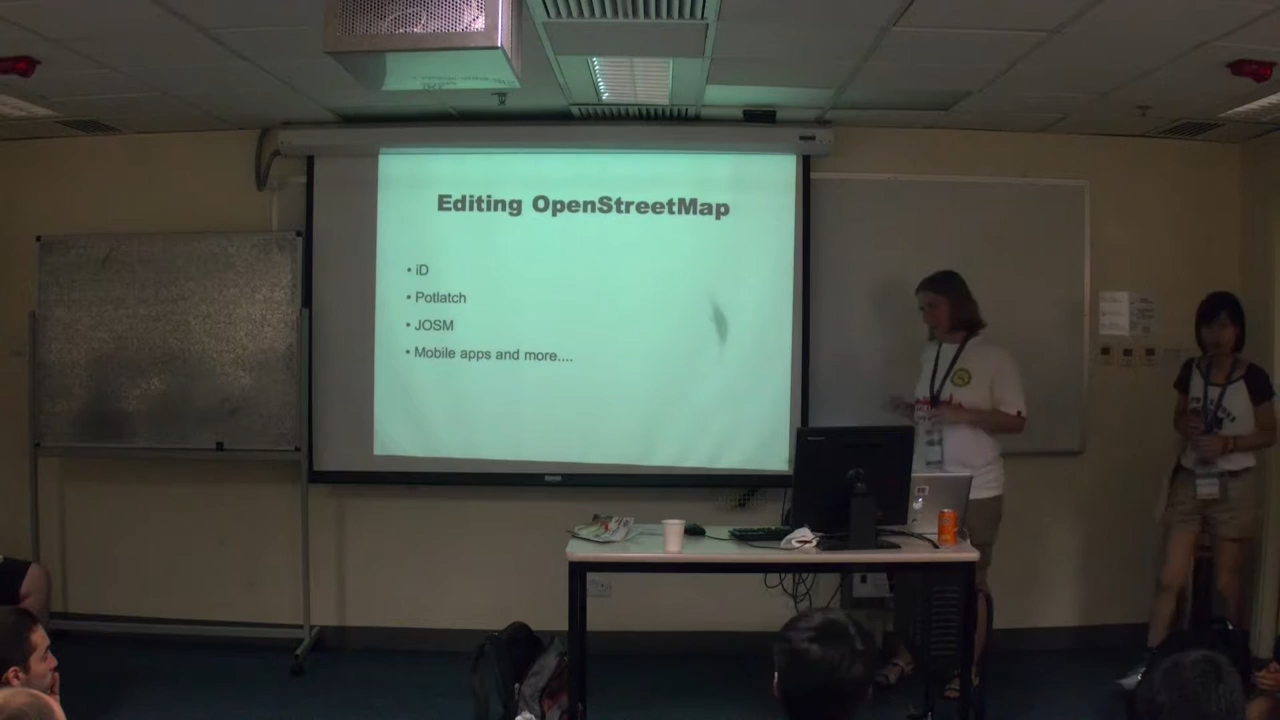 Editing OpenStreetMap
• iD
• Potlatch
• JOSM
• Mobile apps and more....